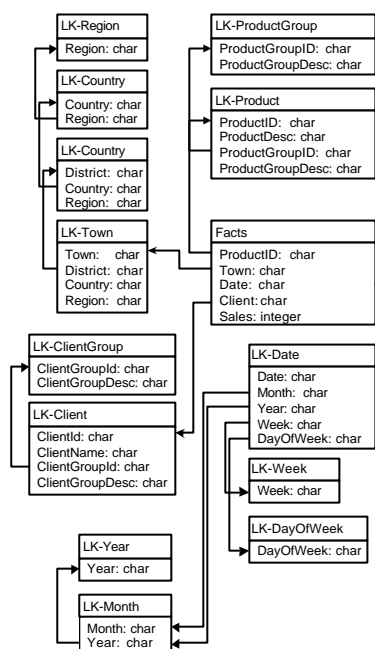 LK-Region
Region: char
LK-Country
Country: char
Region: char
LK-Country
District: char
Country: char
Region: char
LK-Town
Town: char
District: char
Country: char
Region: char
LK-ProductGroup
ProductGroupID: char
ProductGroupDesc: char
LK-Product
ProductID: char
ProductDesc: char
ProductGroupID: char
ProductGroupDesc: char
Facts
ProductID: char
Town: char
Date: char
Client: char
Sales: integer
LK-ClientGroup
ClientGroupId: char
ClientGroupDesc: char
LK-Client
ClientId: char
ClientName: char
ClientGroupId: char
ClientGroupDesc: char
LK-Date
Date: char
Month: char
Year: char
Week: char
DayOfWeek: char
LK-Week
Week: char
LK-DayOfWeek
DayOfWeek: char
LK-Year
Year: char
LK-Month
Month: char
Year: char